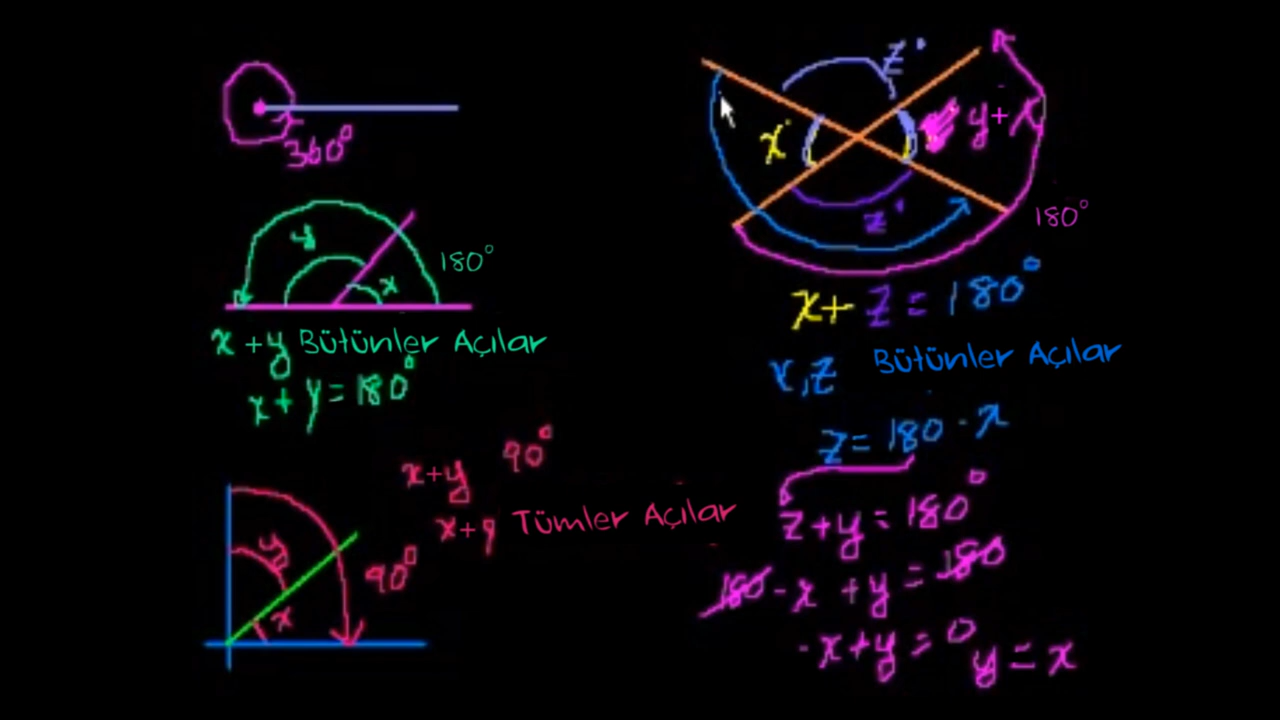 360°
y
x
180°
x + y Bütünler Açılar
x + y = 180°
x+y 90°
x+y Tümler Açılar
y
x
90°
z°
x°
y + x
z°
180°
x + z = 180°
x, z Bütünler Açılar
z = 180 - x
z + y = 180°
180 - x + y = 180
-x + y = 0 y = x